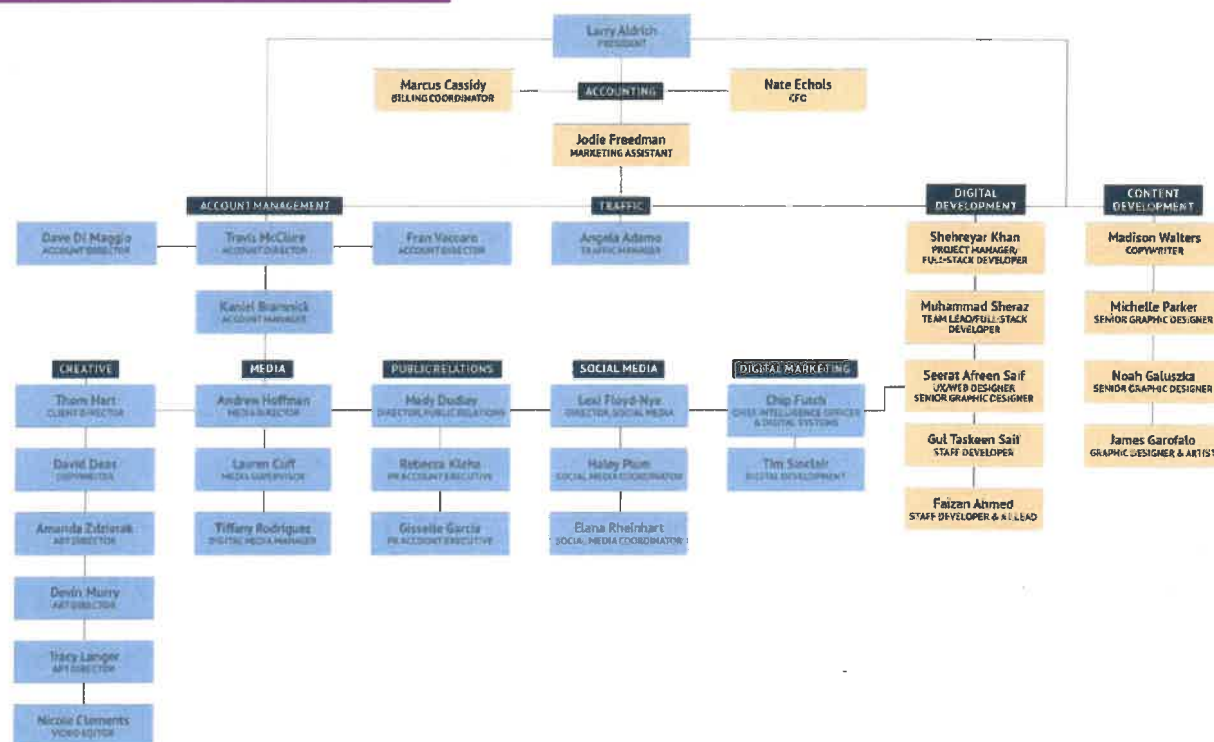 Larry Aldrich
PRESIDENT
Marcus Cassidy
BILLING COORDINATOR
ACCOUNTING
Nate Echols
CFO
Jodie Freedman
MARKETING ASSISTANT
ACCOUNT MANAGEMENT
TRAFFIC
DIGITAL
DEVELOPMENT
CONTENT
DEVELOPMENT
Dave Di Maggio
ACCOUNT DIRECTOR
Travis McClure
ACCOUNT DIRECTOR
Fran Vaccaro
ACCOUNT DIRECTOR
Angela Adamo
TRAFFIC MANAGER
Shehreyar Khan
PROJECT MANAGER/
FULL-STACK DEVELOPER
Madison Walters
COPYWRITER
ACCOUNT MANAGER
Muhammad Sheraz
TEAM LEAD/FULL-STACK
DEVELOPER
Michelle Parker
SENIOR GRAPHIC DESIGNER
CREATIVE
MEDIA
PUBLIC RELATIONS
SOCIAL MEDIA
DIGITAL MARKETING
Thom Hart
CLIENT DIRECTOR
Andrew Hoffman
MEDIA DIRECTOR
Hedy Dudley
DIRECTOR, PUBLIC RELATIONS
Lexi Floyd-Nye
DIRECTOR, SOCIAL MEDIA
Chip Futch
CHIEF INTELLIGENCE OFFICER
& DIGITAL SYSTEMS
Seerat Afreen Saif
UX/WEB DESIGNER
SENIOR GRAPHIC DESIGNER
Noah Galuszka
SENIOR GRAPHIC DESIGNER
David Deas
COPYWRITER
Lauren Cuff
MEDIA SUPERVISOR
Rebecca
PR ACCOUNT EXECUTIVE
Haley Plum
SOCIAL MEDIA COORDINATOR
Tim Sinclair
DIGITAL DEVELOPMENT
Gul Taskeen Saif
STAFF DEVELOPER
James Garofalo
GRAPHIC DESIGNER & ARTIST
Amanda
ART DIRECTOR
Tiffany Rodriguez
DIGITAL MEDIA MANAGER
Gisselle Garcia
PR ACCOUNT EXECUTIVE
Elana Rheinhart
SOCIAL MEDIA COORDINATOR
Faizan Ahmed
STAFF DEVELOPER & A.I. LEAD
Devin Murry
ART DIRECTOR
Tracy Langer
ART DIRECTOR
Nicole Clements
VIDEO EDITOR